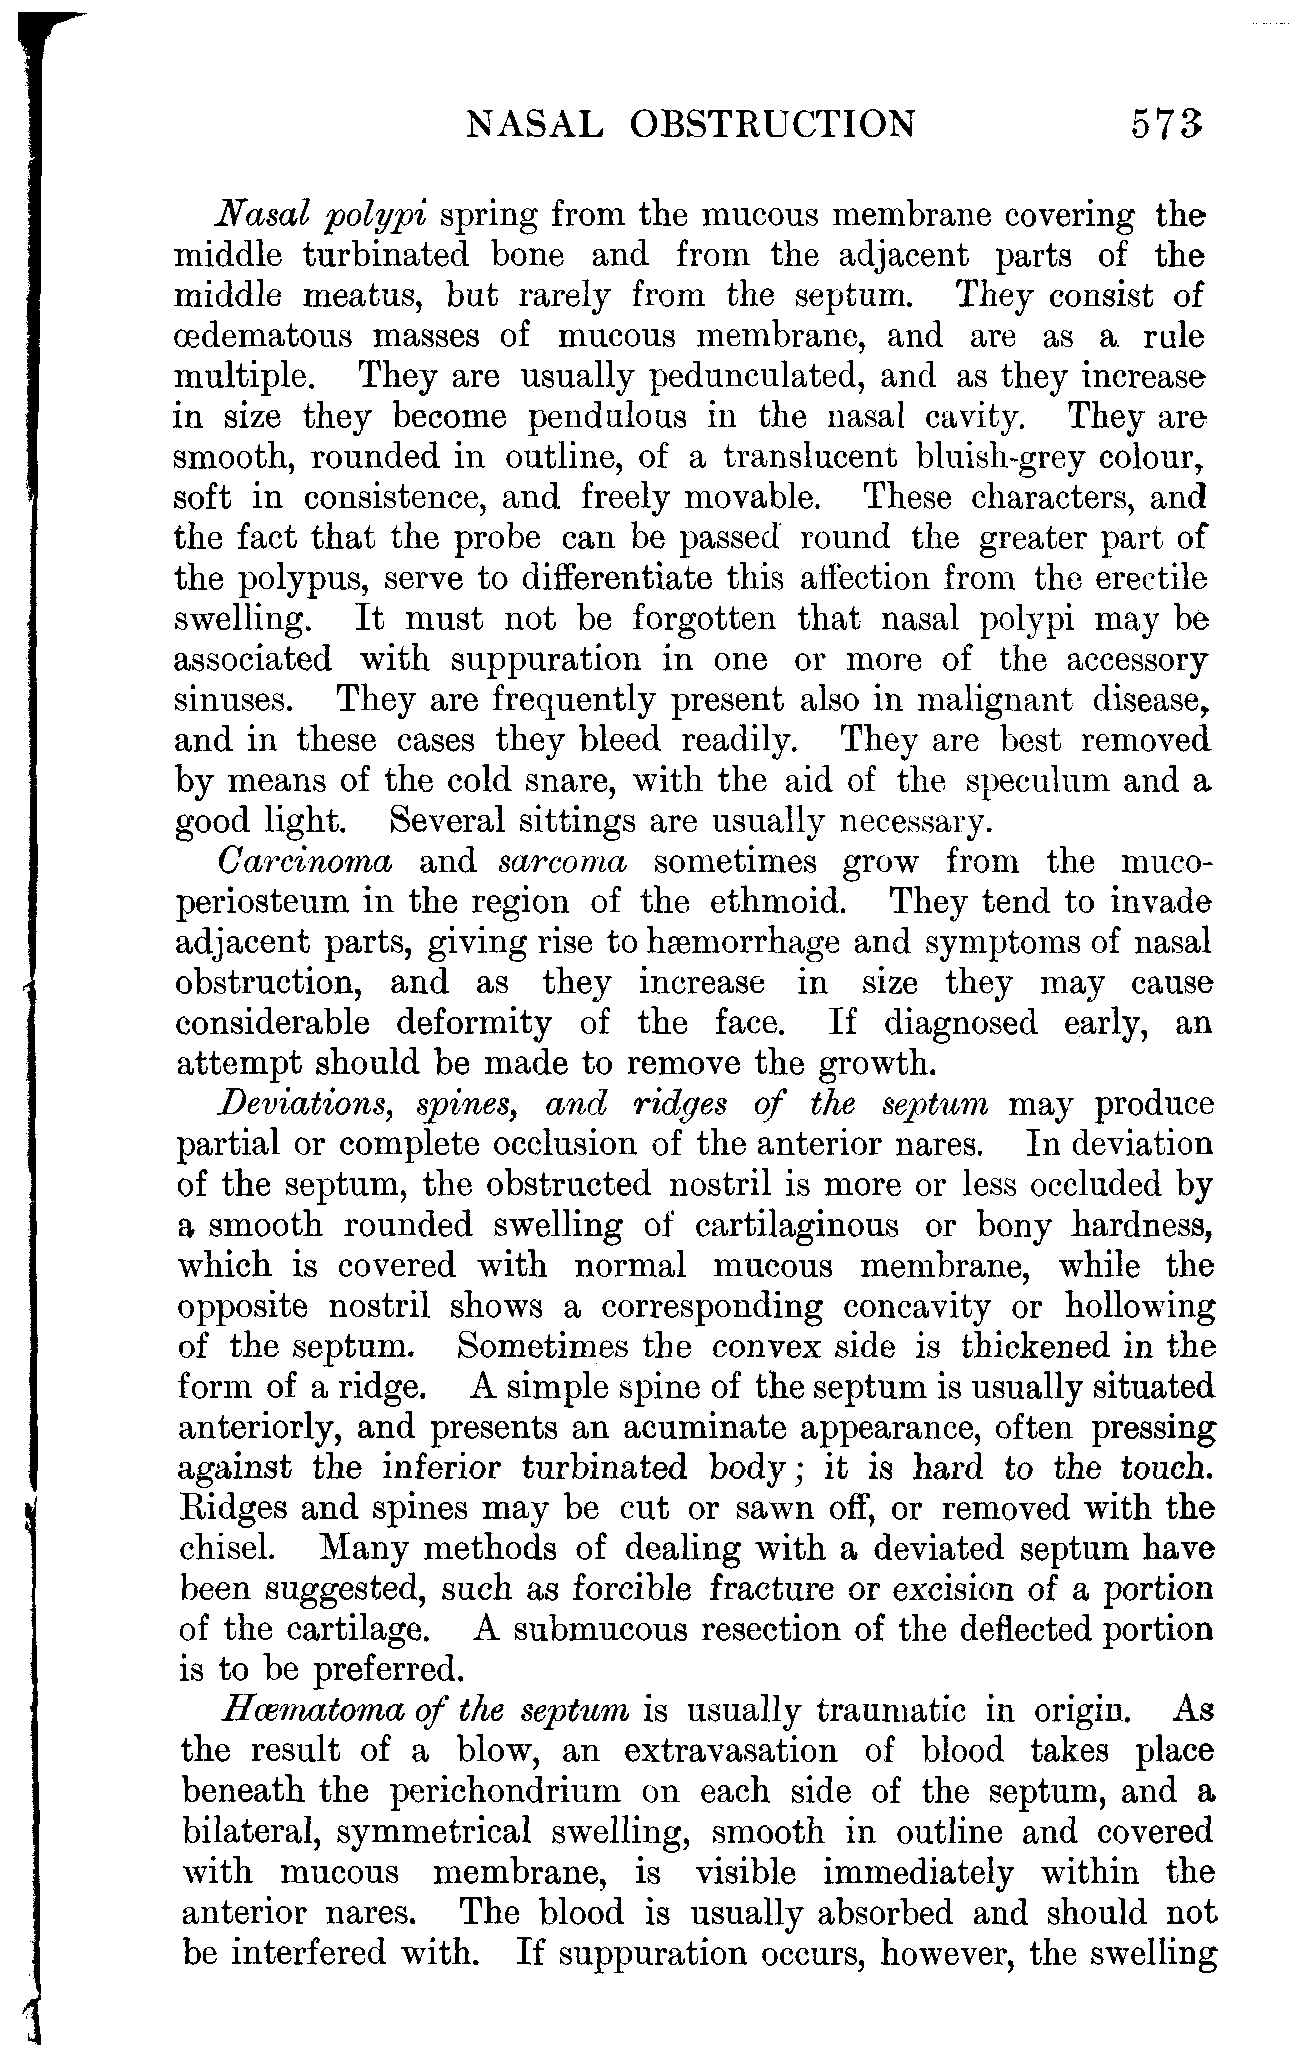 NASAL OBSTRUCTION 573
Nasal polypi spring from the mucous membrane covering the
middle turbinated bone and from the adjacent parts of the
middle meatus, but rarely from the septum. They consist of
œdematous masses of mucous membrane, and are as a rule
multiple. They are usually pedunculated, and as they increase
in size they become pendulous in the nasal cavity. They are
smooth, rounded in outline, of a translucent bluish-grey colour,
soft in consistence, and freely movable. These characters, and
the fact that the probe can be passed round the greater part of
the polypus, serve to differentiate this affection from the erectile
swelling. It must not be forgotten that nasal polypi may be
associated with suppuration in one or more of the accessory
sinuses. They are frequently present also in malignant disease,
and in these cases they bleed readily. They are best removed
by means of the cold snare, with the aid of the speculum and a
good light. Several sittings are usually necessary.
Carcinoma and sarcoma sometimes grow from the muco-
periosteum in the region of the ethmoid. They tend to invade
adjacent parts, giving rise to hæmorrhage and symptoms of nasal
obstruction, and as they increase in size they may cause
considerable deformity of the face. If diagnosed early, an
attempt should be made to remove the growth.
Deviations, spines, and ridges of the septum may produce
partial or complete occlusion of the anterior nares. In deviation
of the septum, the obstructed nostril is more or less occluded by
a smooth rounded swelling of cartilaginous or bony hardness,
which is covered with normal mucous membrane, while the
opposite nostril shows a corresponding concavity or hollowing
of the septum. Sometimes the convex side is thickened in the
form of a ridge. A simple spine of the septum is usually situated
anteriorly, and presents an acuminate appearance, often pressing
against the inferior turbinated body; it is hard to the touch.
Ridges and spines may be cut or sawn off, or removed with the
chisel. Many methods of dealing with a deviated septum have
been suggested, such as forcible fracture or excision of a portion
of the cartilage. A submucous resection of the deflected portion
is to be preferred.
Hæmatoma of the septum is usually traumatic in origin. As
the result of a blow, an extravasation of blood takes place
beneath the perichondrium on each side of the septum, and a
bilateral, symmetrical swelling, smooth in outline and covered
with mucous membrane, is visible immediately within the
anterior nares. The blood is usually absorbed and should not
be interfered with. If suppuration occurs, however, the swelling